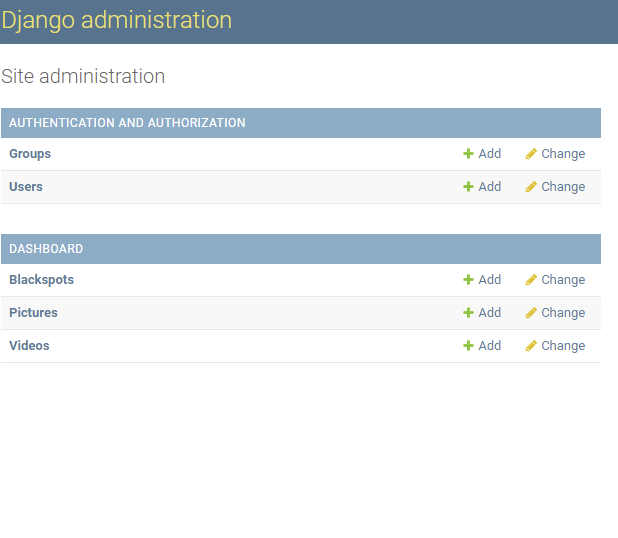 Django administration
Site administration
AUTHENTICATION AND AUTHORIZATION
Groups Add Change
Users Add Change
DASHBOARD
Blackspots Add Change
Pictures Add Change
Videos Add Change